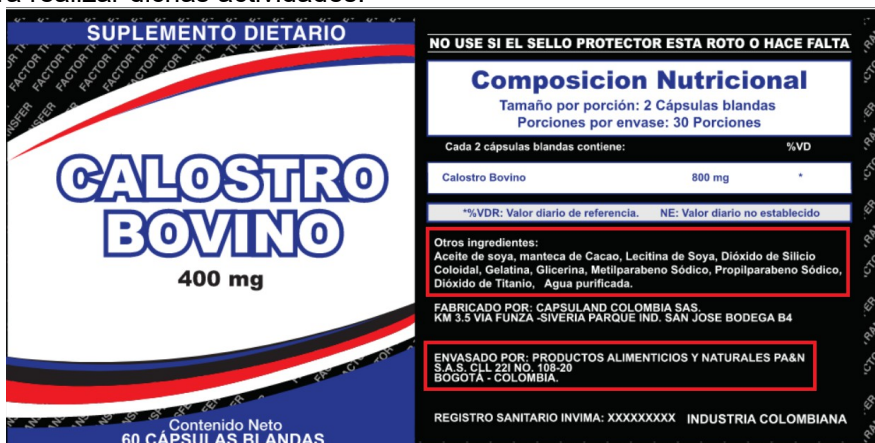 ra realizar dichas actividades.
SUPLEMENTO DIETARIO
CALOSTRO
BOVINO
400 mg
Contenido Neto
60 CÁPSULAS BLANDAS
NO USE SI EL SELLO PROTECTOR ESTA ROTO O HACE FALTA
Composicion Nutricional
Tamaño por porción: 2 Cápsulas blandas
Porciones por envase: 30 Porciones
Cada 2 cápsulas blandas contiene: %VD
Calostro Bovino 800 mg *
*%VDR: Valor diario de referencia. NE: Valor diario no establecido
Otros ingredientes:
Aceite de soya, manteca de Cacao, Lecitina de Soya, Dióxido de Silicio
Coloidal, Gelatina, Glicerina, Metilparabeno Sódico, Propilparabeno Sódico,
Dióxido de Titanio, Agua purificada.
FABRICADO POR: CAPSULAND COLOMBIA SAS.
KM 3.5 VIA FUNZA -SIVERIA PARQUE IND. SAN JOSE BODEGA B4
ENVASADO POR: PRODUCTOS ALIMENTICIOS Y NATURALES PA&N
S.A.S. CLL 22I NO. 108-20
BOGOTÁ - COLOMBIA.
REGISTRO SANITARIO INVIMA: XXXXXXXXX INDUSTRIA COLOMBIANA